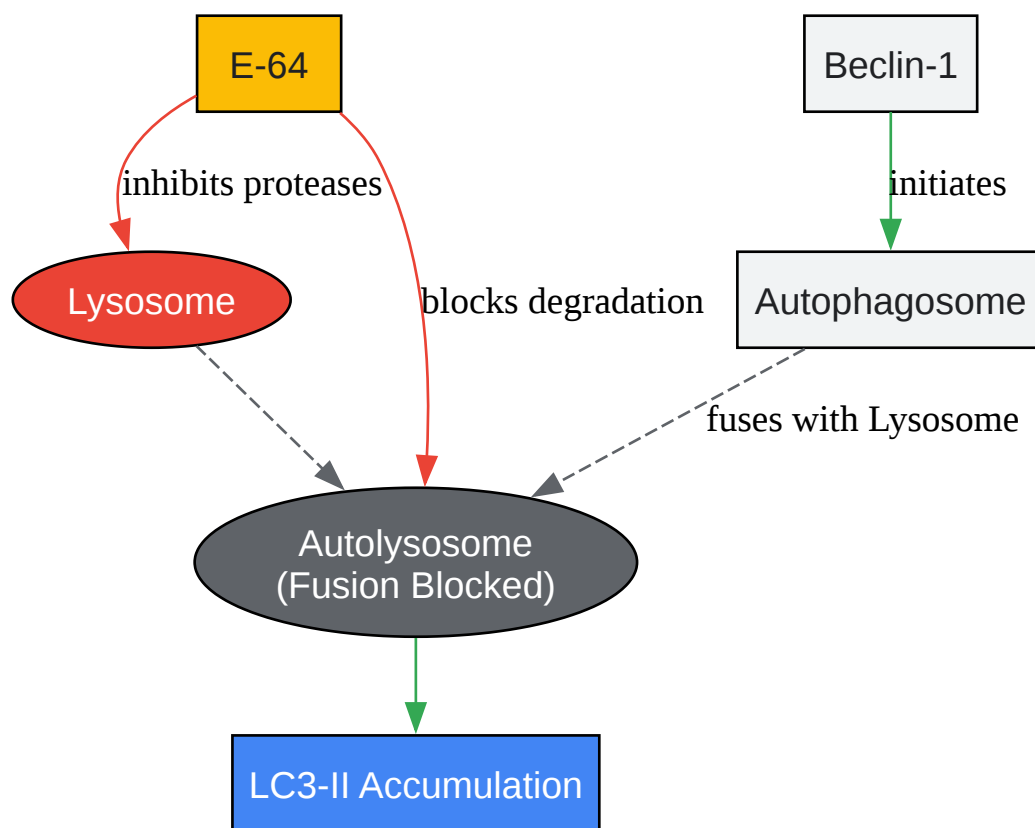 E-64
Beclin-1
inhibits proteases
initiates
Lysosome
blocks degradation
Autophagosome
fuses with Lysosome
Autolysosome
(Fusion Blocked)
LC3-II Accumulation